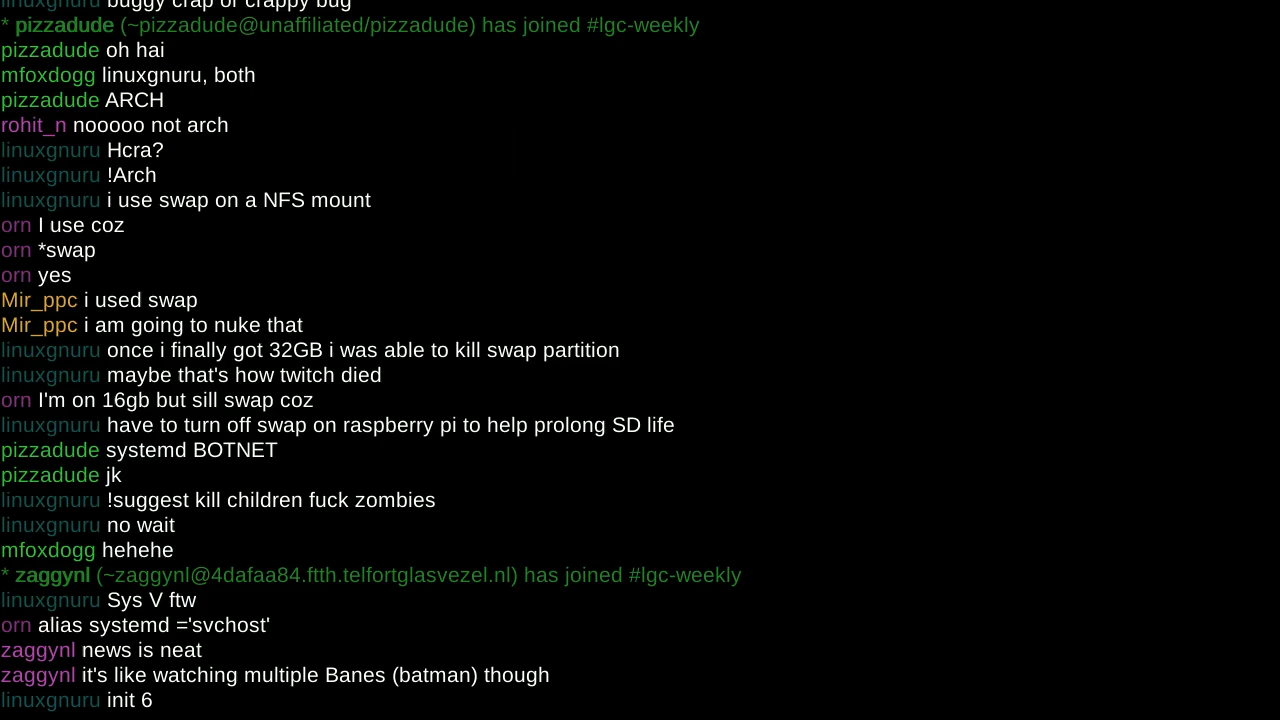 linuxgnuru buggy crap or crappy bug
* pizzadude (~pizzadude@unaffiliated/pizzadude) has joined #lgc-weekly
pizzadude oh hai
mfoxdogg linuxgnuru, both
pizzadude ARCH
rohit_n nooooo not arch
linuxgnuru Hcra?
linuxgnuru !Arch
linuxgnuru i use swap on a NFS mount
orn I use coz
orn *swap
orn yes
Mir_ppc i used swap
Mir_ppc i am going to nuke that
linuxgnuru once i finally got 32GB i was able to kill swap partition
linuxgnuru maybe that's how twitch died
orn I'm on 16gb but sill swap coz
linuxgnuru have to turn off swap on raspberry pi to help prolong SD life
pizzadude systemd BOTNET
pizzadude jk
linuxgnuru !suggest kill children fuck zombies
linuxgnuru no wait
mfoxdogg hehehe
* zaggynl (~zaggynl@4dafaa84.ftth.telfortglasvezel.nl) has joined #lgc-weekly
linuxgnuru Sys V ftw
orn alias systemd ='svchost'
zaggynl news is neat
zaggynl it's like watching multiple Banes (batman) though
linuxgnuru init 6